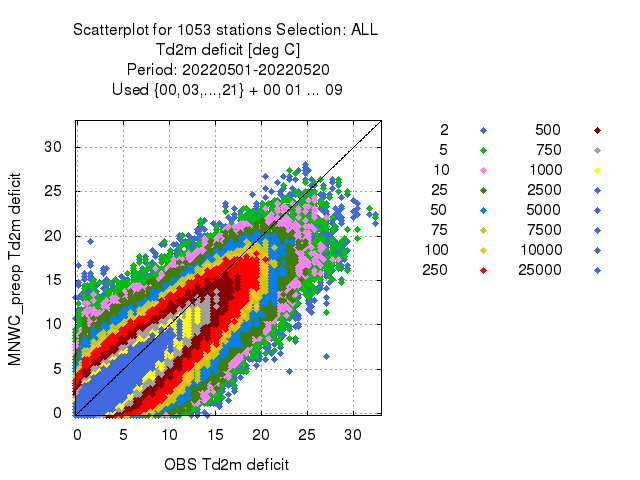 Scatterplot for 1053 stations Selection: ALL
Td2m deficit [deg C]
Period: 20220501-20220520
Used {00,03,...,21} + 00 01 ... 09
MNWC_preop Td2m deficit
30
25
20
15
10
5
0
0 5 10 15 20 25 30
OBS Td2m deficit
2 500
5 750
10 1000
25 2500
50 5000
75 7500
100 10000
250 25000